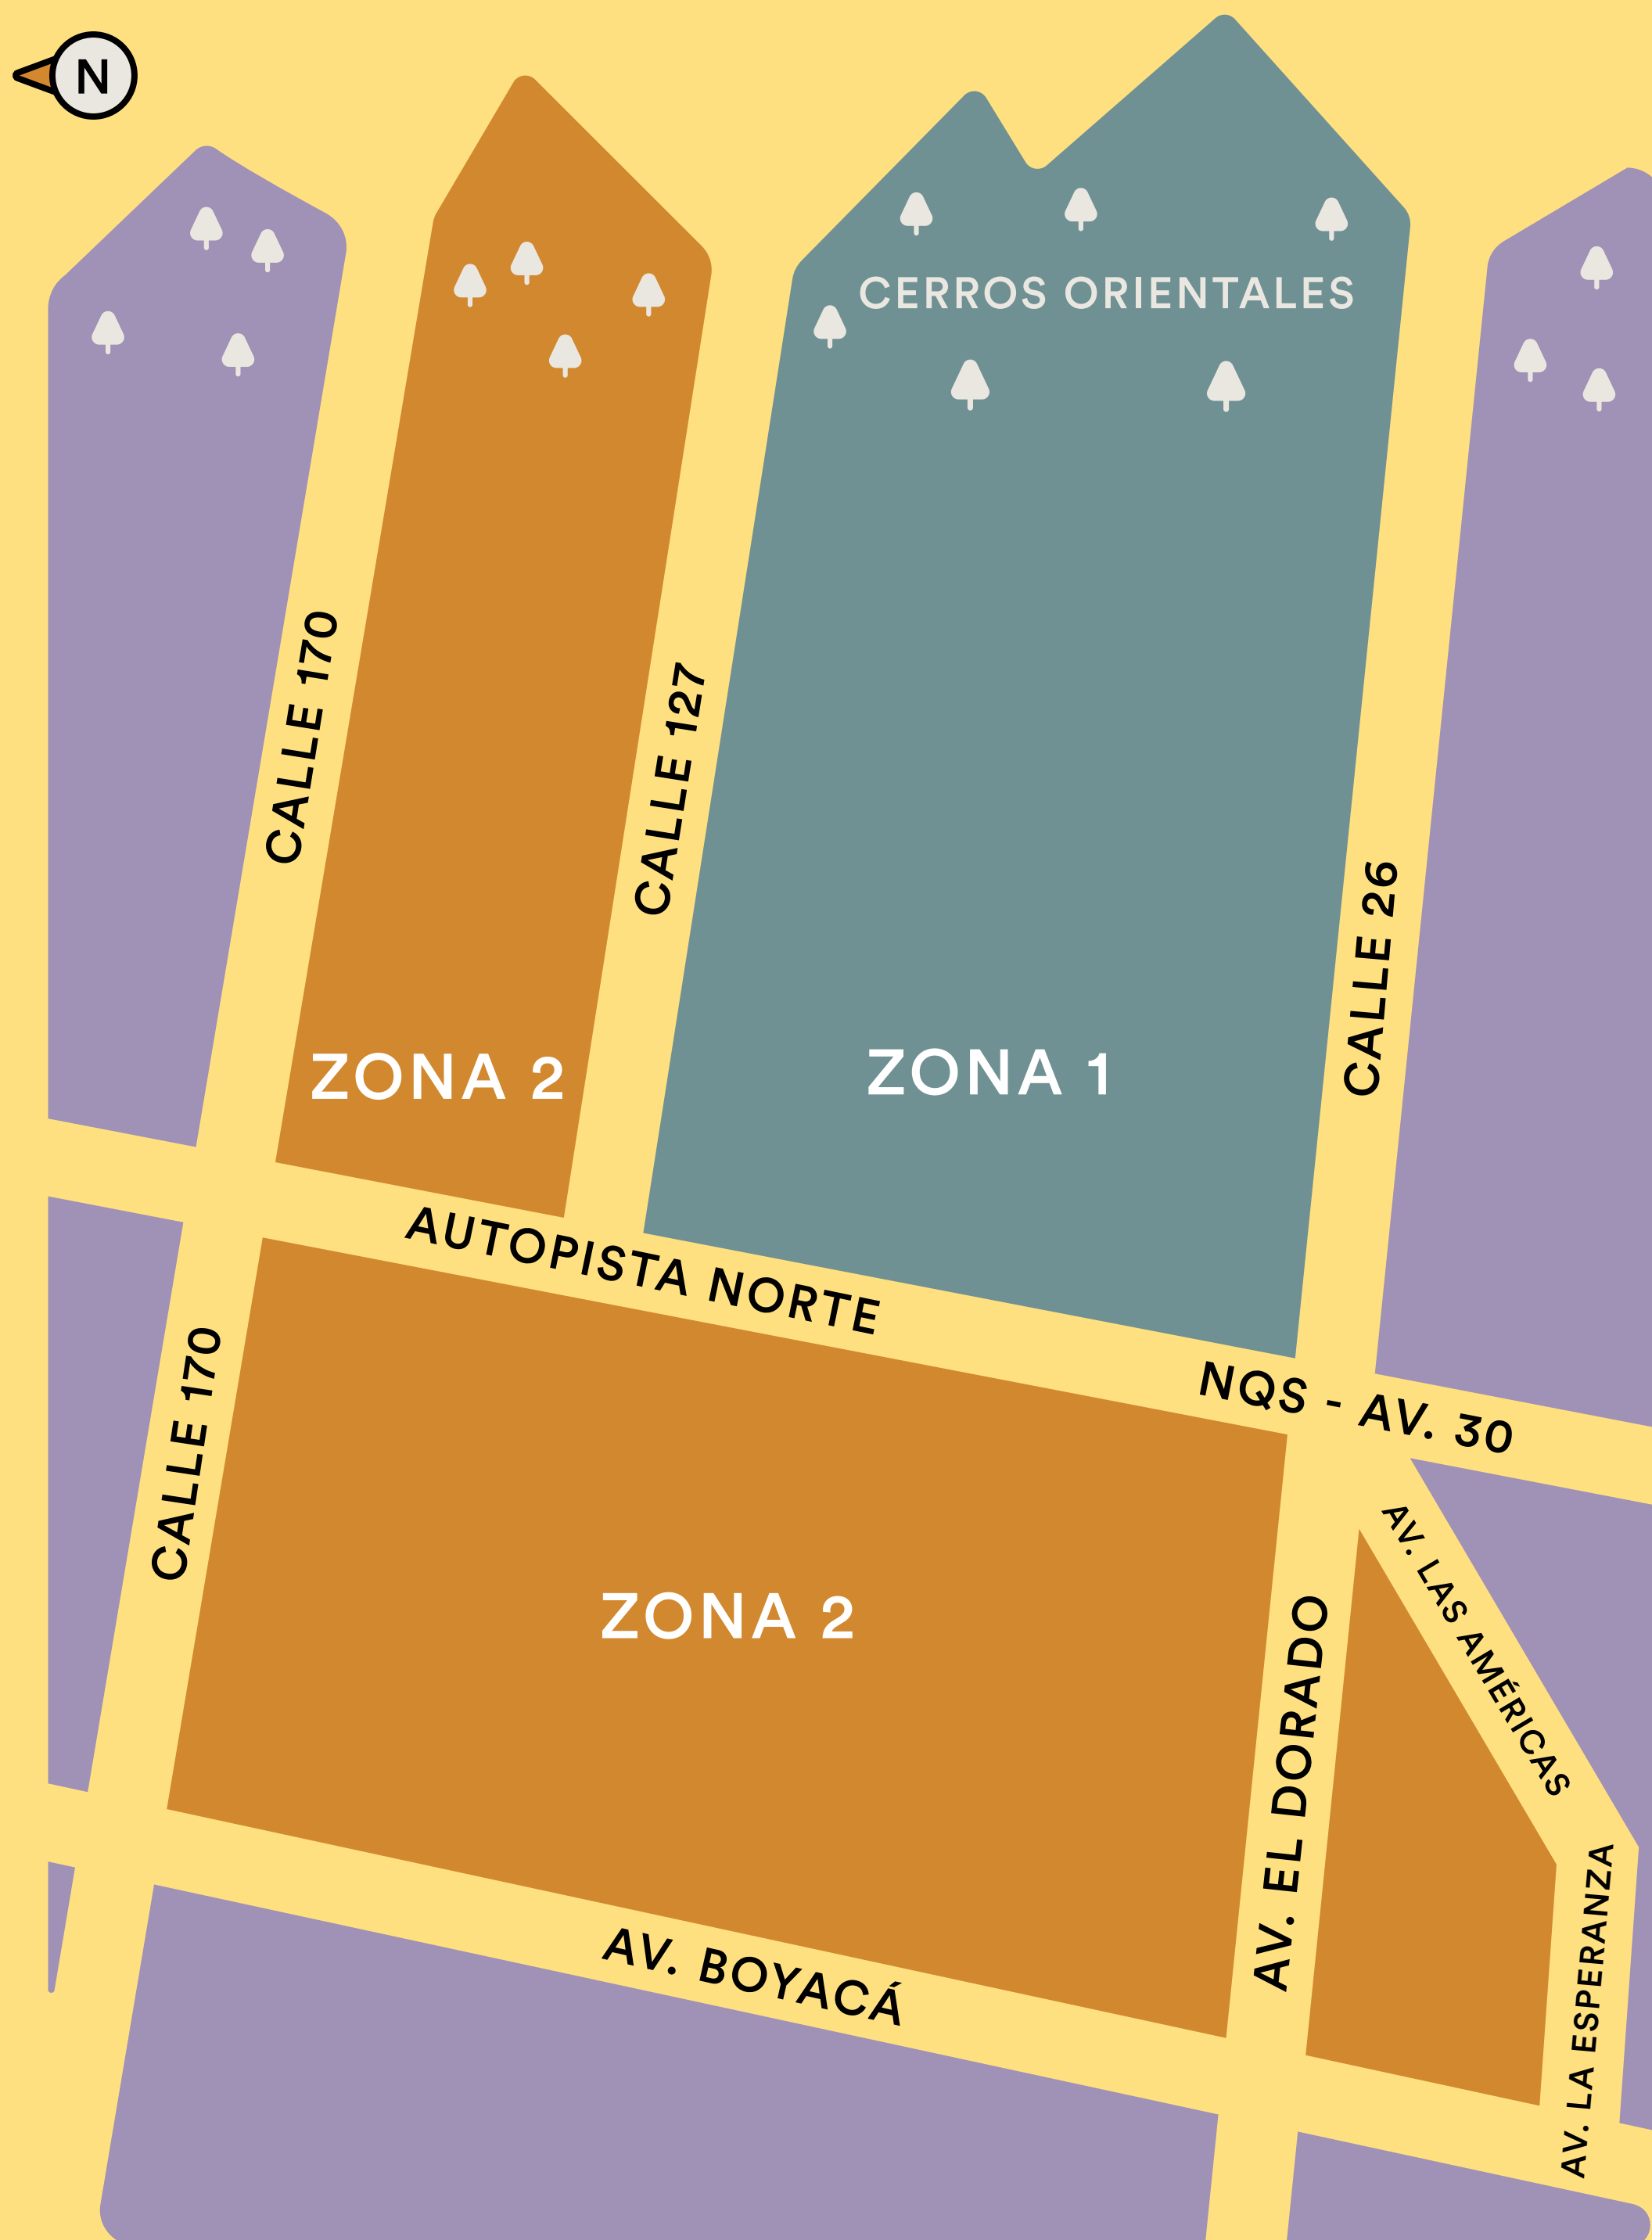 N
CERROS ORIENTALES
CALLE 170
CALLE 127
CALLE 26
ZONA 2
ZONA 1
AUTOPISTA NORTE
NQS - AV. 30
CALLE 170
AV. LAS AMÉRICAS
ZONA 2
AV. EL DORADO
AV. LA ESPERANZA
AV. BOYACÁ